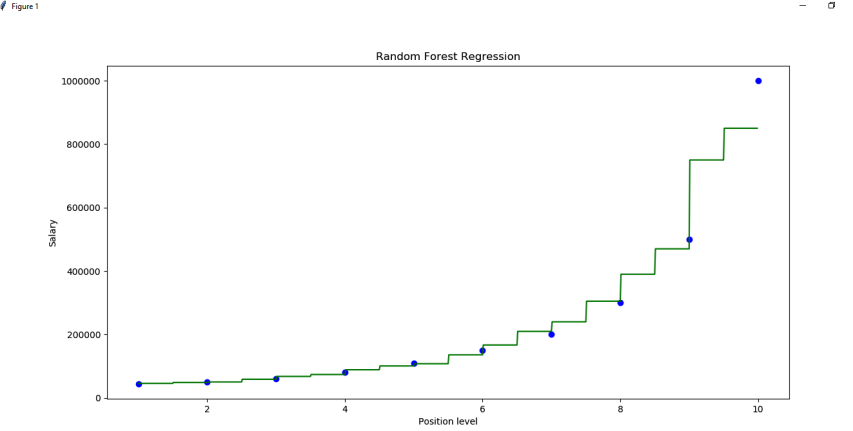 Figure 1
Random Forest Regression
1000000
800000
600000
400000
200000
0
Salary
2 4 6 8 10
Position level